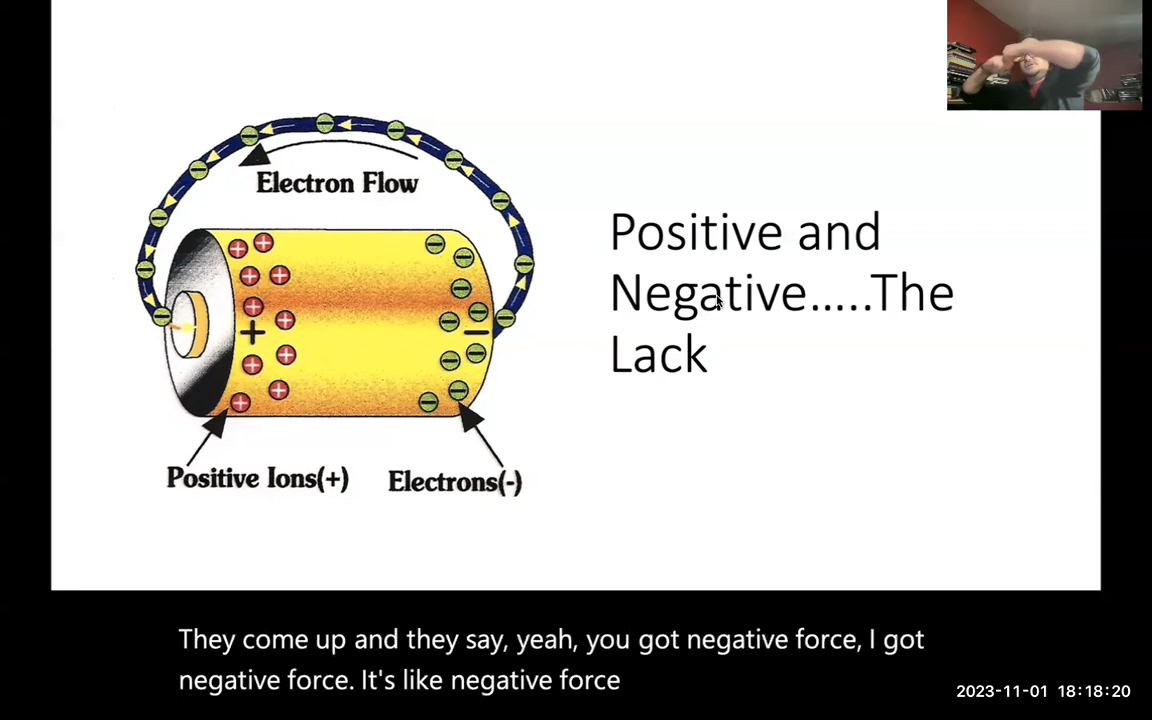 Electron Flow
+
−
Positive Ions(+)
Electrons(-)
Positive and
Negative.....The
Lack
They come up and they say, yeah, you got negative force, I got
negative force. It's like negative force
2023-11-01 18:18:20